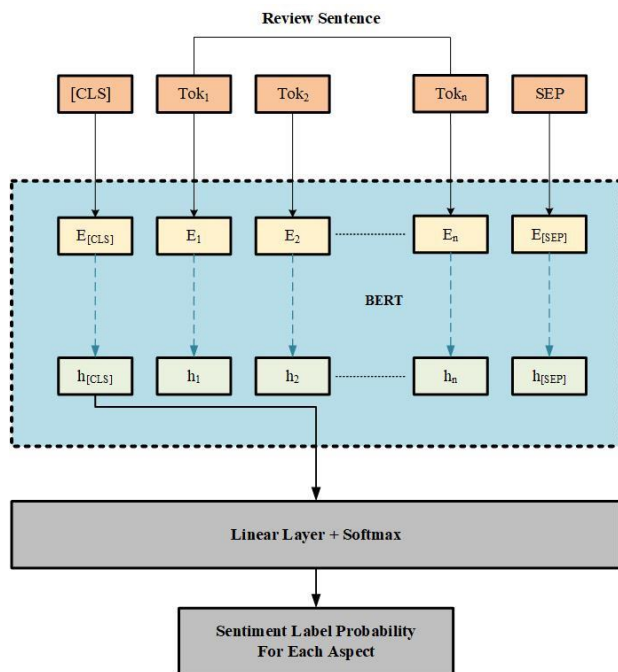 Review Sentence
[CLS] Tok₁ Tok₂ Tokₙ SEP
E[CLS] E₁ E₂ Eₙ E[SEP]
BERT
h[CLS] h₁ h₂ hₙ h[SEP]
Linear Layer + Softmax
Sentiment Label Probability
For Each Aspect